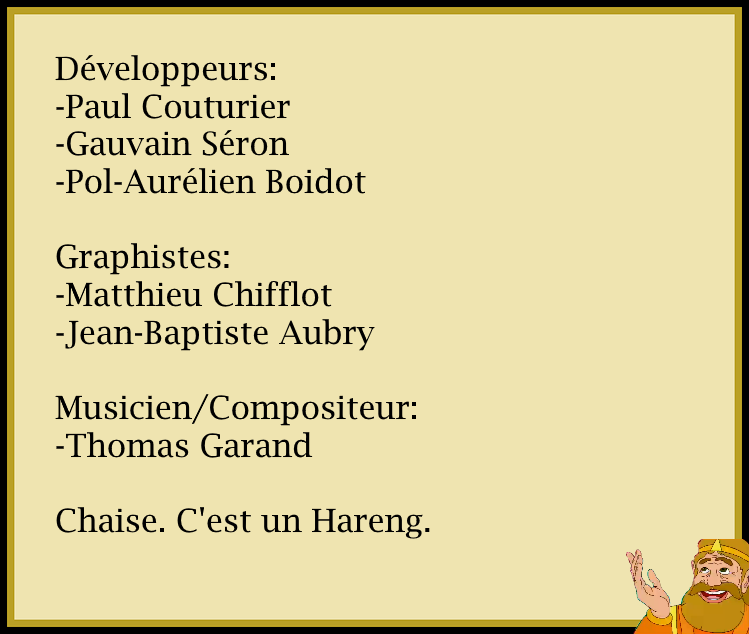 Développeurs:
-Paul Couturier
-Gauvain Séron
-Pol-Aurélien Boidot
Graphistes:
-Matthieu Chifflot
-Jean-Baptiste Aubry
Musicien/Compositeur:
-Thomas Garand
Chaise. C'est un Hareng.